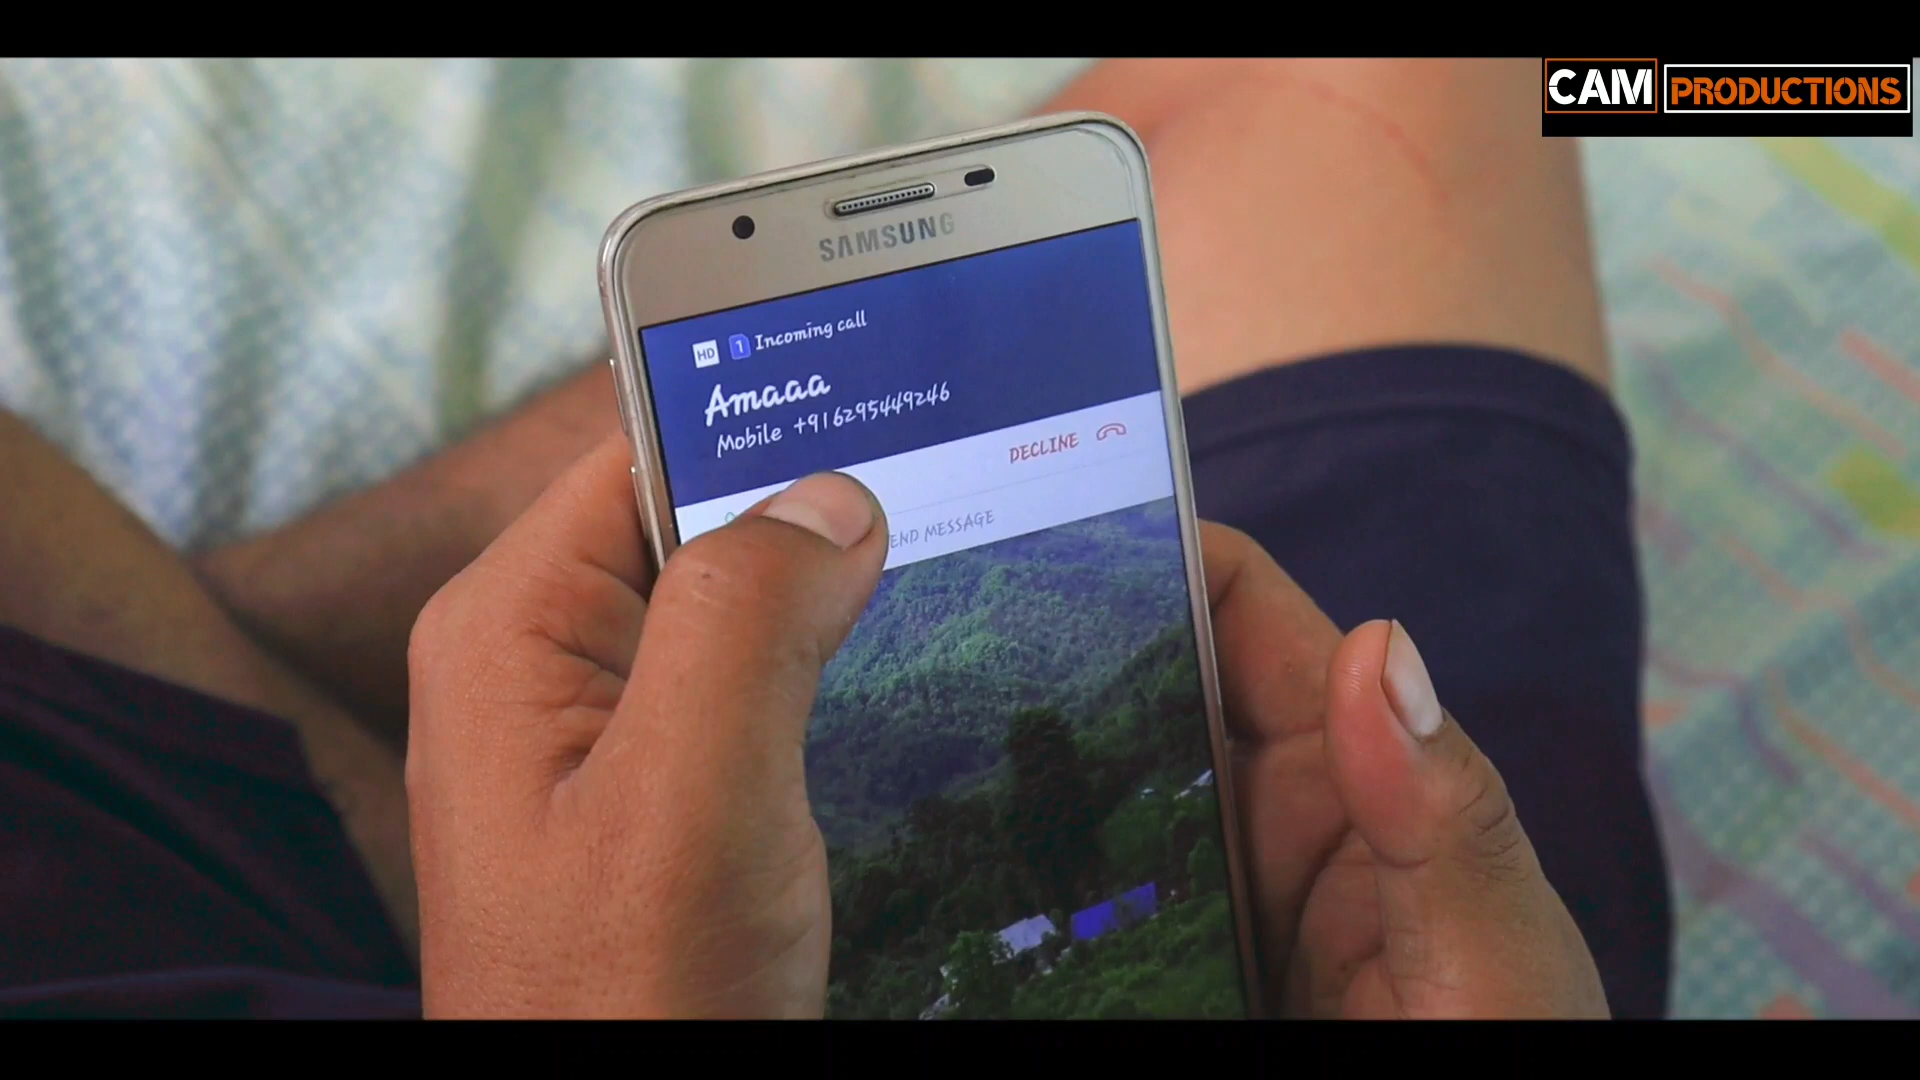 CAM PRODUCTIONS
SAMSUNG
HD 1 Incoming call
Amaaa
Mobile +916295449246
DECLINE
END MESSAGE